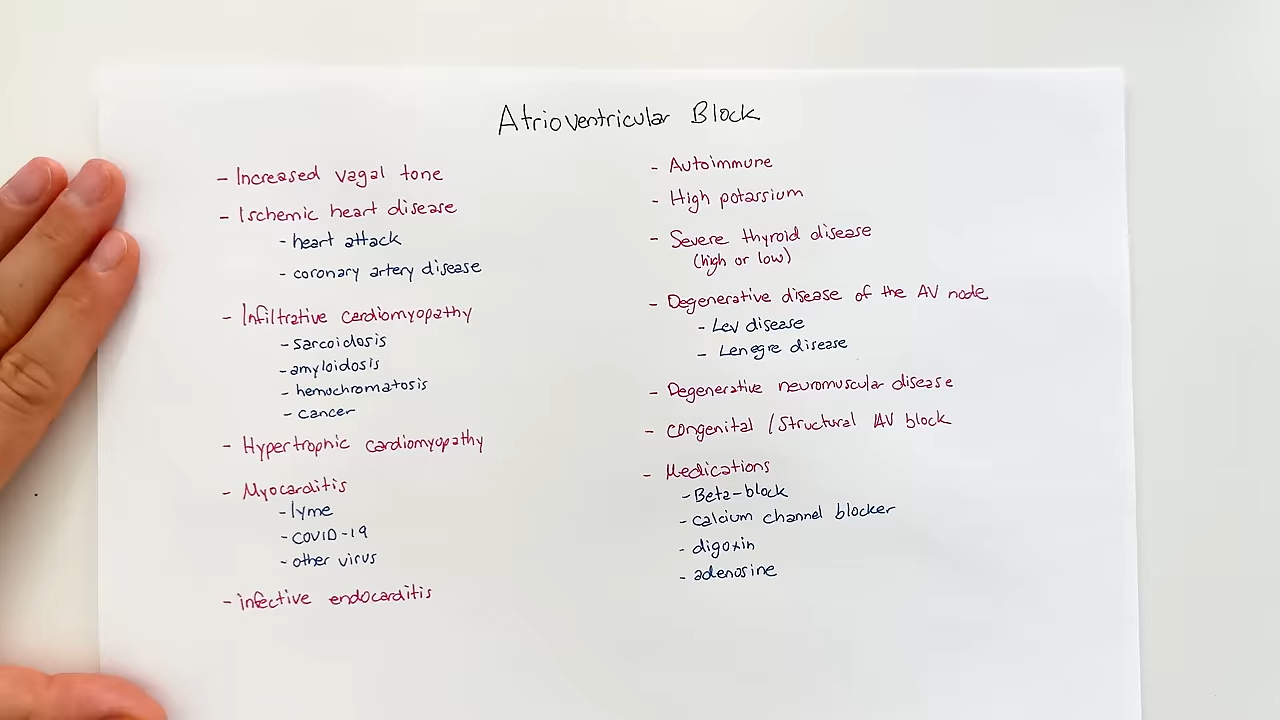 Atrioventricular Block
- Increased vagal tone
- Ischemic heart disease
- heart attack
- coronary artery disease
- Infiltrative cardiomyopathy
- Sarcoidosis
- amyloidosis
- hemochromatosis
- cancer
- Hypertrophic cardiomyopathy
- Myocarditis
- lyme
- COVID-19
- other virus
- infective endocarditis
- Autoimmune
- High potassium
- Severe thyroid disease
(high or low)
- Degenerative disease of the AV node
- Lev disease
- Lenegre disease
- Degenerative neuromuscular disease
- congenital / Structural AV block
- Medications
- Beta-block
- calcium channel blocker
- digoxin
- adenosine